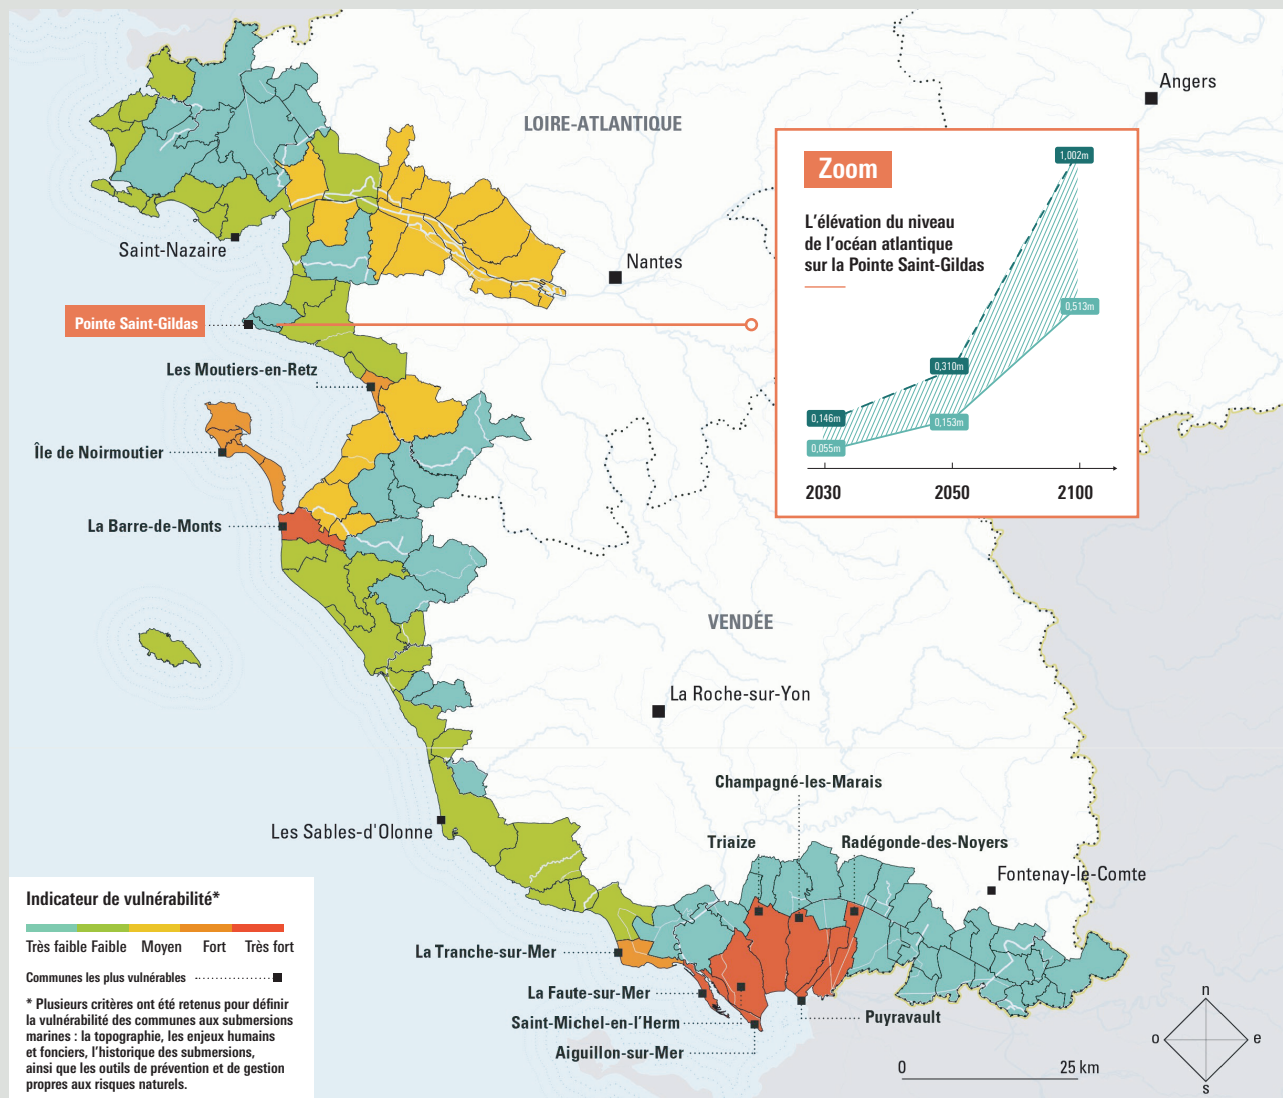 Angers
LOIRE-ATLANTIQUE
Zoom
1,002m
L'élévation du niveau
de l'océan atlantique
sur la Pointe Saint-Gildas
Saint-Nazaire
Nantes
0,513m
Pointe Saint-Gildas
Les Moutiers-en-Retz
0,310m
0,146m
0,153m
0,055m
Île de Noirmoutier
2030
2050
2100
La Barre-de-Monts
VENDÉE
La Roche-sur-Yon
Champagné-les-Marais
Les Sables-d'Olonne
Triaize
Radégonde-des-Noyers
Fontenay-le-Comte
La Tranche-sur-Mer
La Faute-sur-Mer
Saint-Michel-en-l'Herm
Puyravault
Aiguillon-sur-Mer
Indicateur de vulnérabilité*
Très faible Faible Moyen Fort Très fort
Communes les plus vulnérables
* Plusieurs critères ont été retenus pour définir
la vulnérabilité des communes aux submersions
marines : la topographie, les enjeux humains
et fonciers, l'historique des submersions,
ainsi que les outils de prévention et de gestion
propres aux risques naturels.
0 25 km
n
o e
s